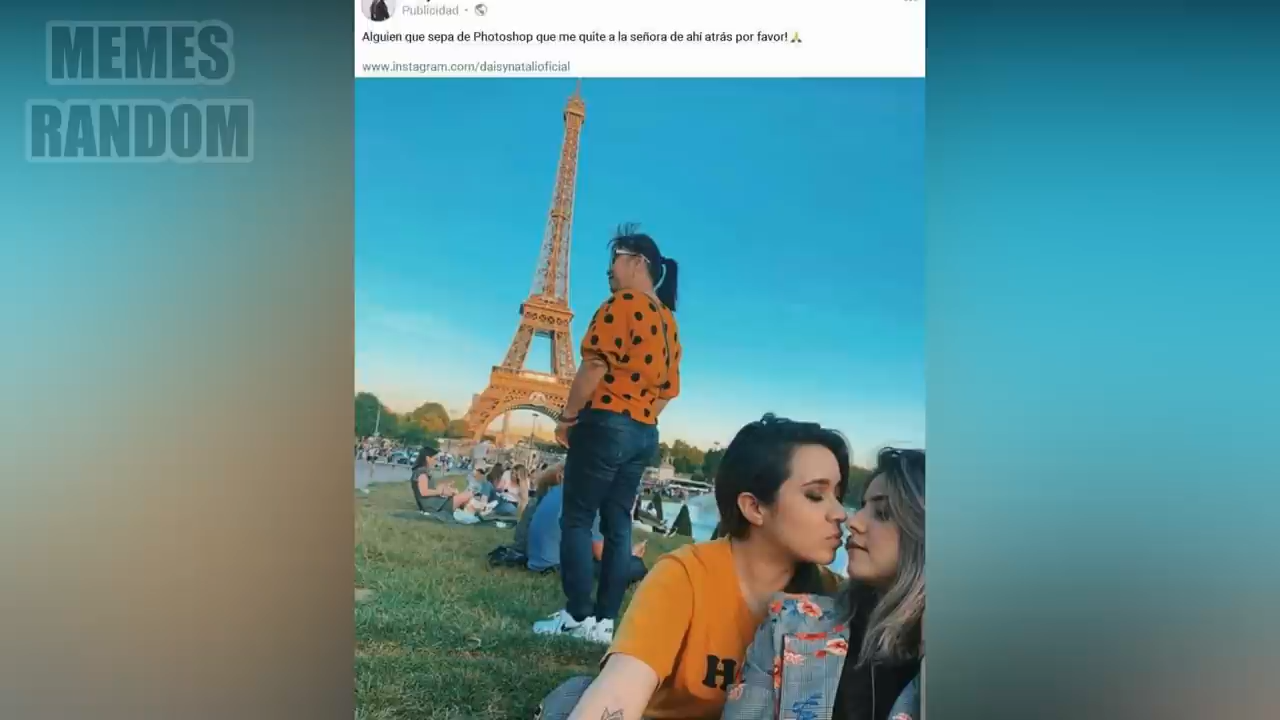 MEMES
RANDOM
Publicidad ·
Alguien que sepa de Photoshop que me quite a la señora de ahí atrás por favor!🙏
www.instagram.com/daisynatalioficial
H